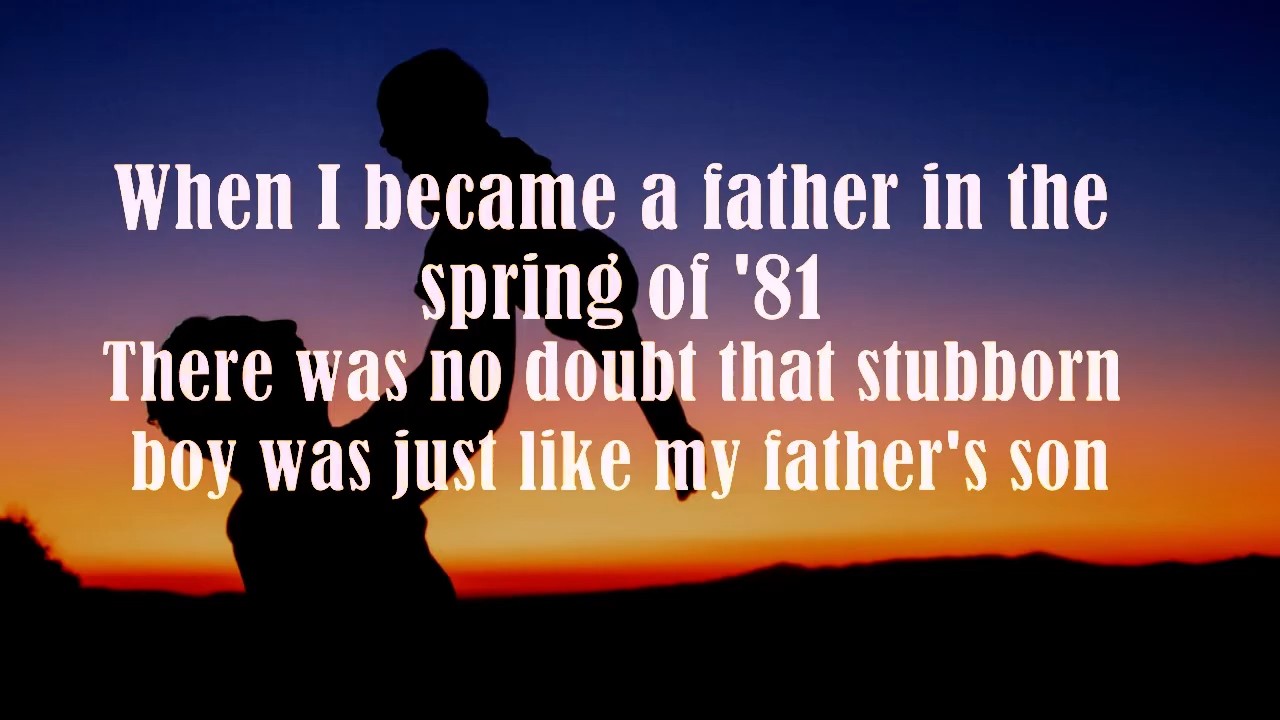 When I became a father in the
spring of '81
There was no doubt that stubborn
boy was just like my father's son